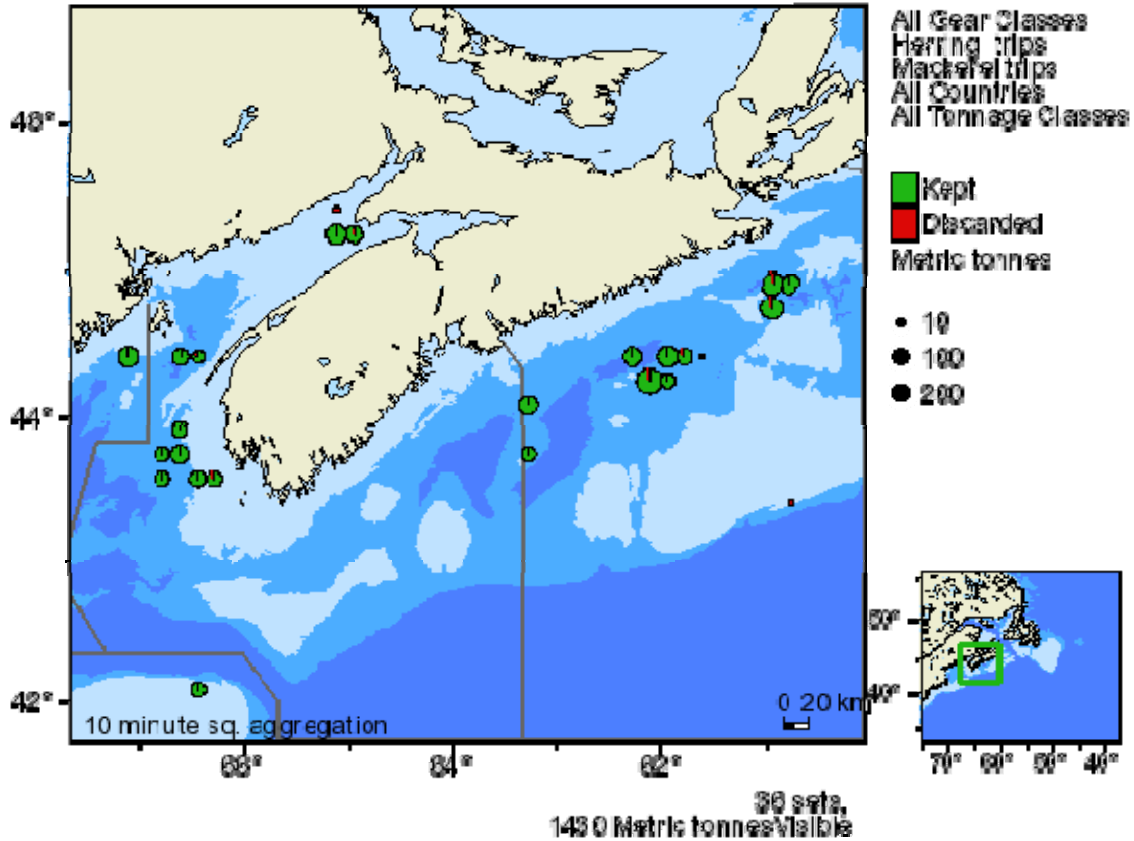 All Gear Classes
Herring trips
Mackerel trips
All Countries
All Tonnage Classes
Kept
Discarded
Metric tonnes
10
100
200
46°
44°
42°
66°
64°
62°
10 minute sq. aggregation
0 20 km
36 sets,
1430 Metric tonnesVisible
50°
40°
70°
60°
50°
40°